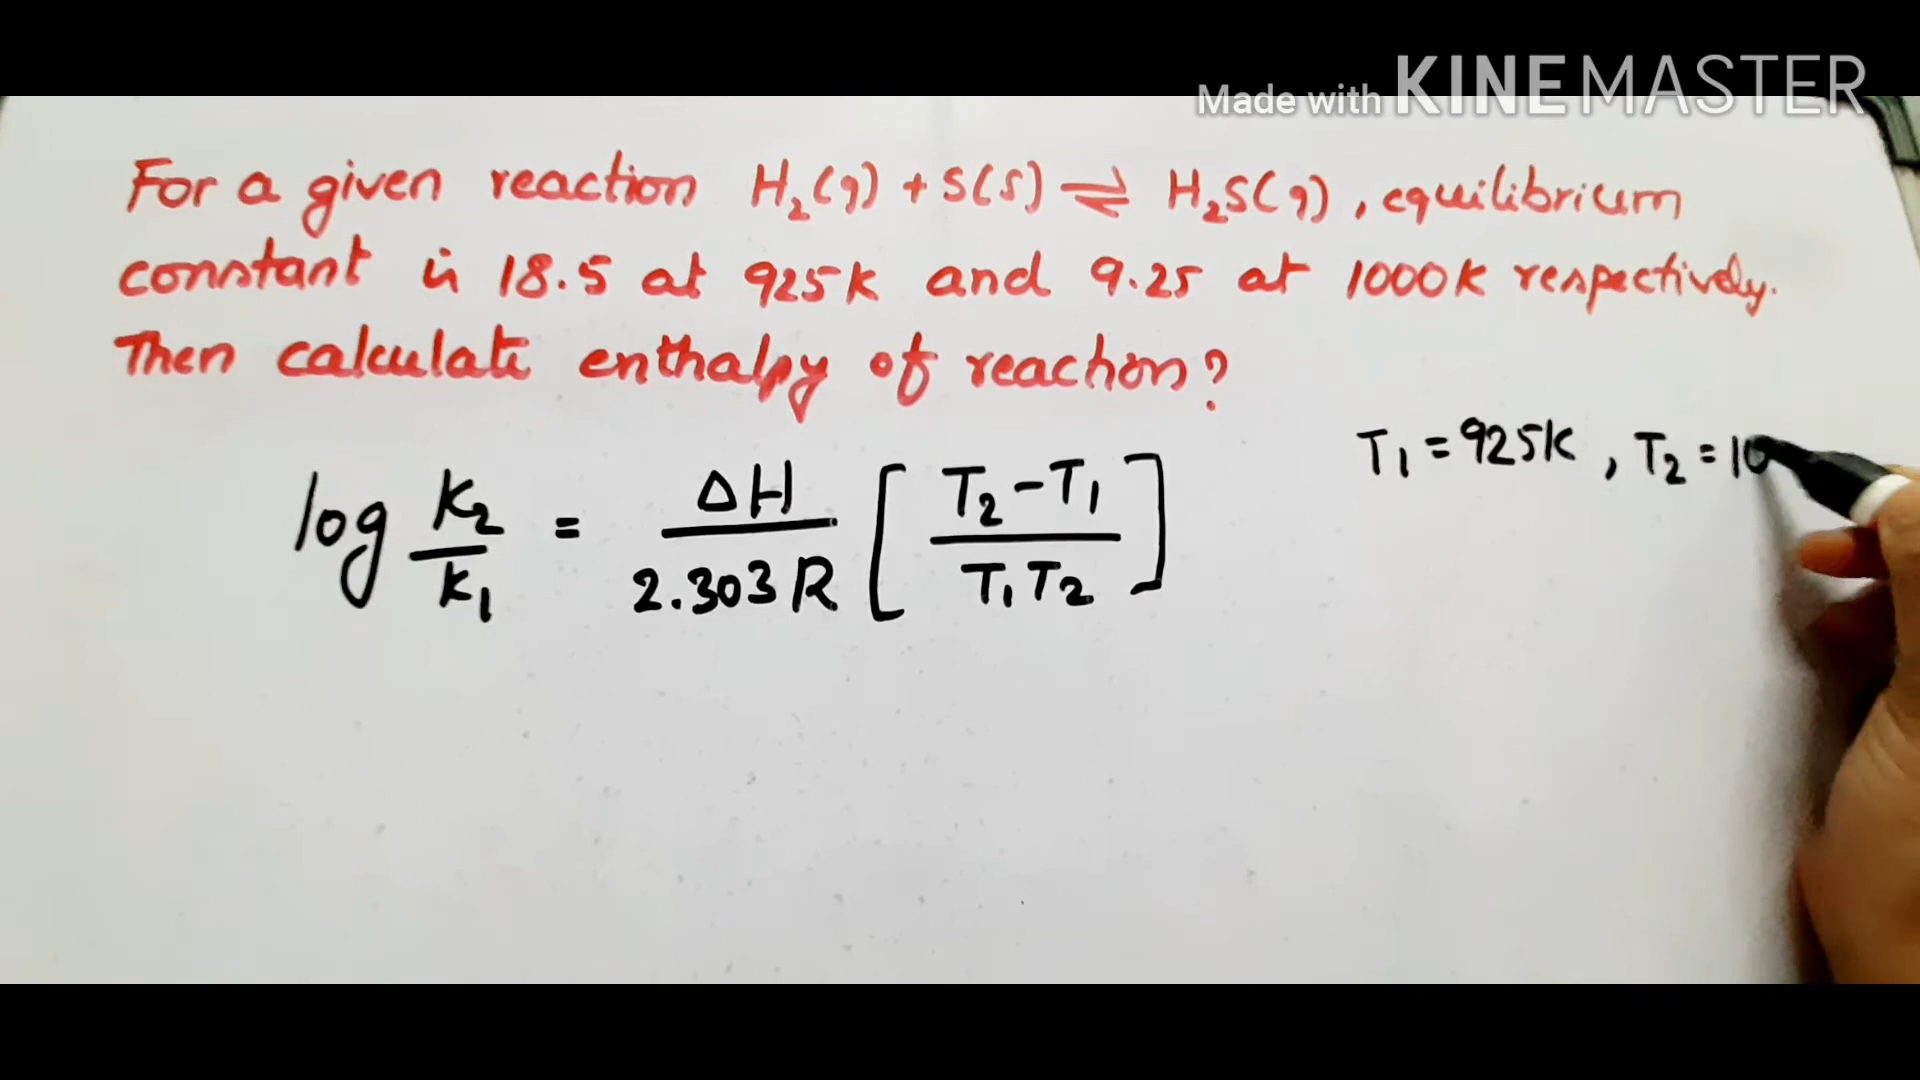 Made with KINEMASTER
For a given reaction H₂(g) + S(s) ⇌ H₂S(g), equilibrium
constant is 18.5 at 925K and 9.25 at 1000K respectively.
Then calculate enthalpy of reaction?
T₁ = 925K, T₂ = 10
log K₂/K₁ = ΔH/2.303R [T₂-T₁/T₁T₂]